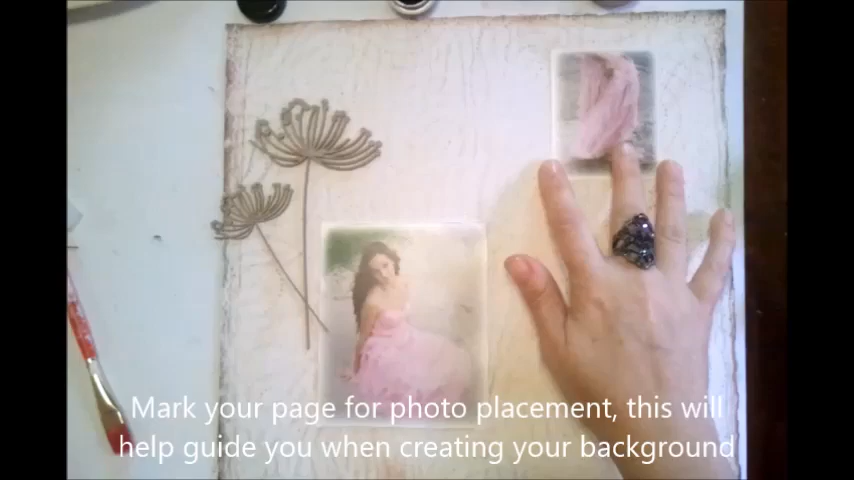 Mark your page for photo placement, this will
help guide you when creating your background